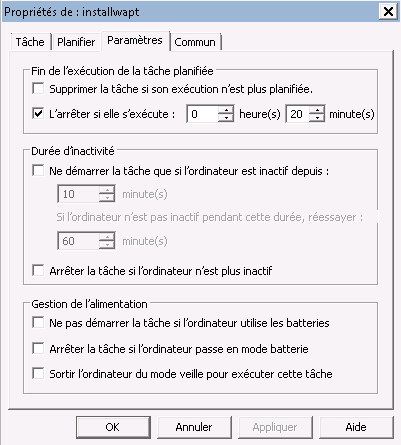 Propriétés de : installwapt
Tâche Planifier Paramètres Commun
Fin de l'exécution de la tâche planifiée
Supprimer la tâche si son exécution n'est plus planifiée.
L'arrêter si elle s'exécute : 0 heure(s) 20 minute(s)
Durée d'inactivité
Ne démarrer la tâche que si l'ordinateur est inactif depuis :
10 minute(s)
Si l'ordinateur n'est pas inactif pendant cette durée, réessayer :
60 minute(s)
Arrêter la tâche si l'ordinateur n'est plus inactif
Gestion de l'alimentation
Ne pas démarrer la tâche si l'ordinateur utilise les batteries
Arrêter la tâche si l'ordinateur passe en mode batterie
Sortir l'ordinateur du mode veille pour exécuter cette tâche
OK Annuler Appliquer Aide